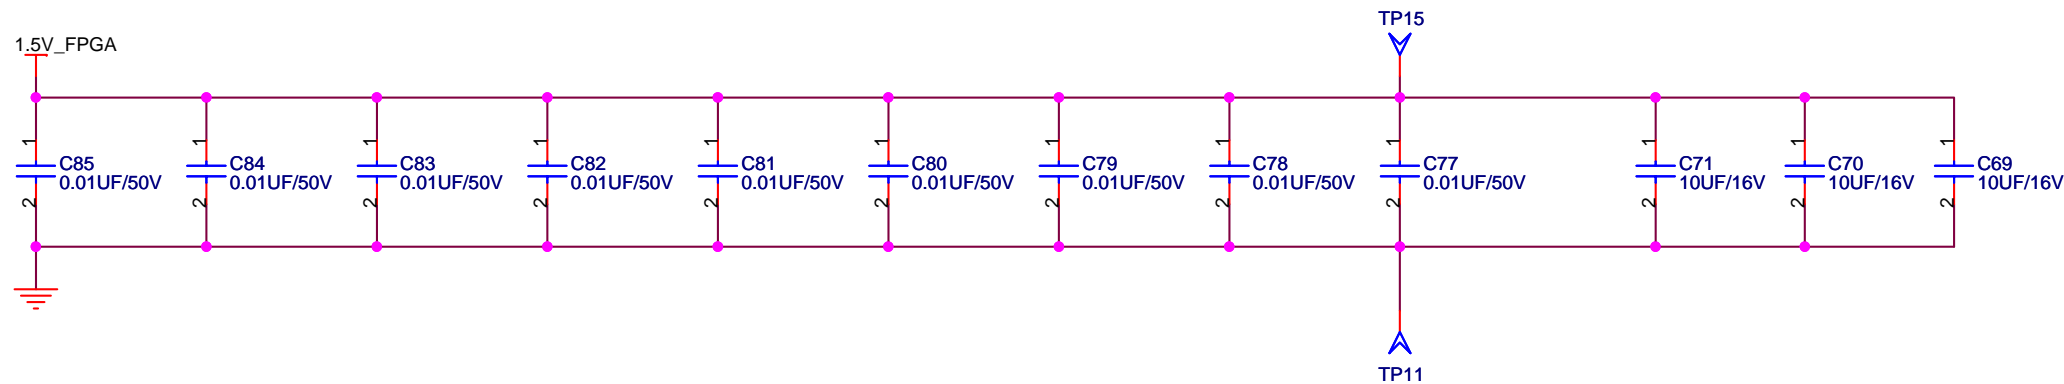 TP15
1.5V_FPGA
1 1 1 1 1 1 1 1 1 1 1 1
C85 C84 C83 C82 C81 C80 C79 C78 C77 C71 C70 C69
0.01UF/50V 0.01UF/50V 0.01UF/50V 0.01UF/50V 0.01UF/50V 0.01UF/50V 0.01UF/50V 0.01UF/50V 0.01UF/50V 10UF/16V 10UF/16V 10UF/16V
2 2 2 2 2 2 2 2 2 2 2 2
TP11